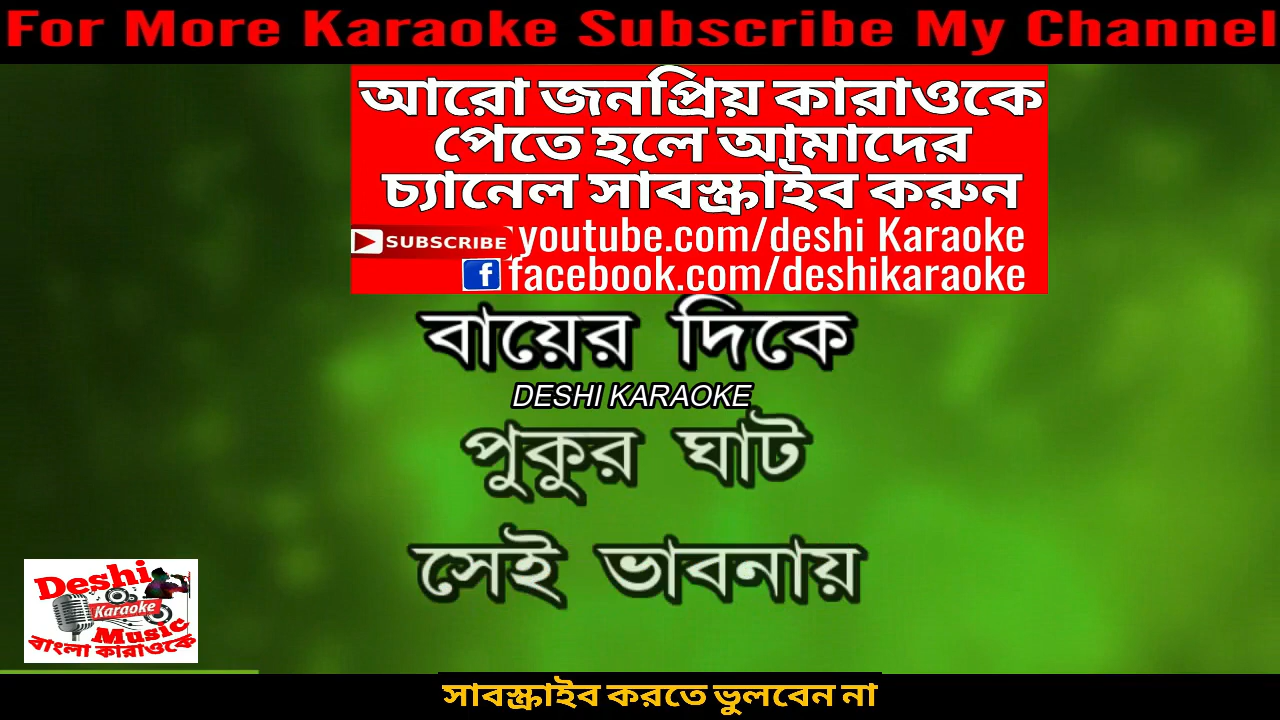 For More Karaoke Subscribe My Channel
আরো জনপ্রিয় কারাওকে
পেতে হলে আমাদের
চ্যানেল সাবস্ক্রাইব করুন
SUBSCRIBE youtube.com/deshi Karaoke
f facebook.com/deshikaraoke
বায়ের দিকে
DESHI KARAOKE
পুকুর ঘাট
সেই ভাবনায়
Deshi
Karaoke
Music
বাংলা কারাওকে
সাবস্ক্রাইব করতে ভুলবেন না